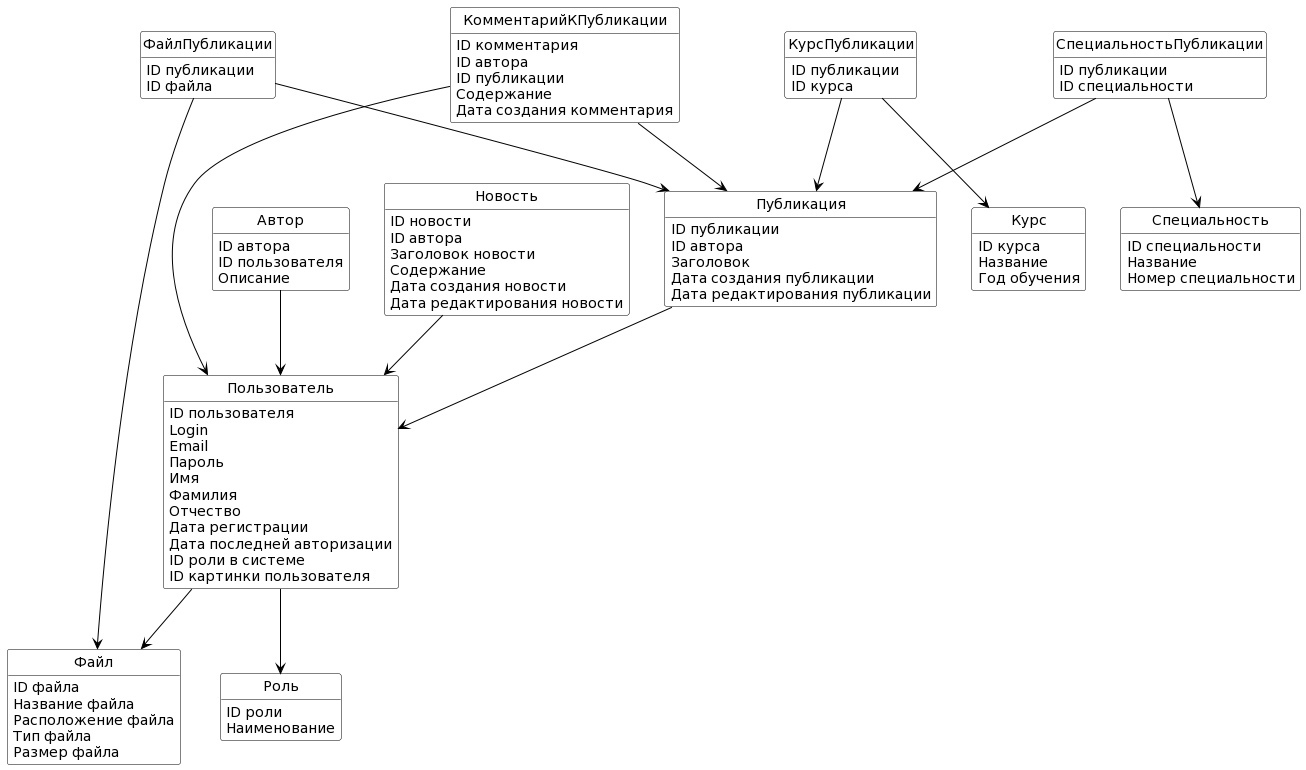 ФайлПубликации
ID публикации
ID файла
КомментарийКПубликации
ID комментария
ID автора
ID публикации
Содержание
Дата создания комментария
КурсПубликации
ID публикации
ID курса
СпециальностьПубликации
ID публикации
ID специальности
Автор
ID автора
ID пользователя
Описание
Новость
ID новости
ID автора
Заголовок новости
Содержание
Дата создания новости
Дата редактирования новости
Публикация
ID публикации
ID автора
Заголовок
Дата создания публикации
Дата редактирования публикации
Курс
ID курса
Название
Год обучения
Специальность
ID специальности
Название
Номер специальности
Пользователь
ID пользователя
Login
Email
Пароль
Имя
Фамилия
Отчество
Дата регистрации
Дата последней авторизации
ID роли в системе
ID картинки пользователя
Файл
ID файла
Название файла
Расположение файла
Тип файла
Размер файла
Роль
ID роли
Наименование